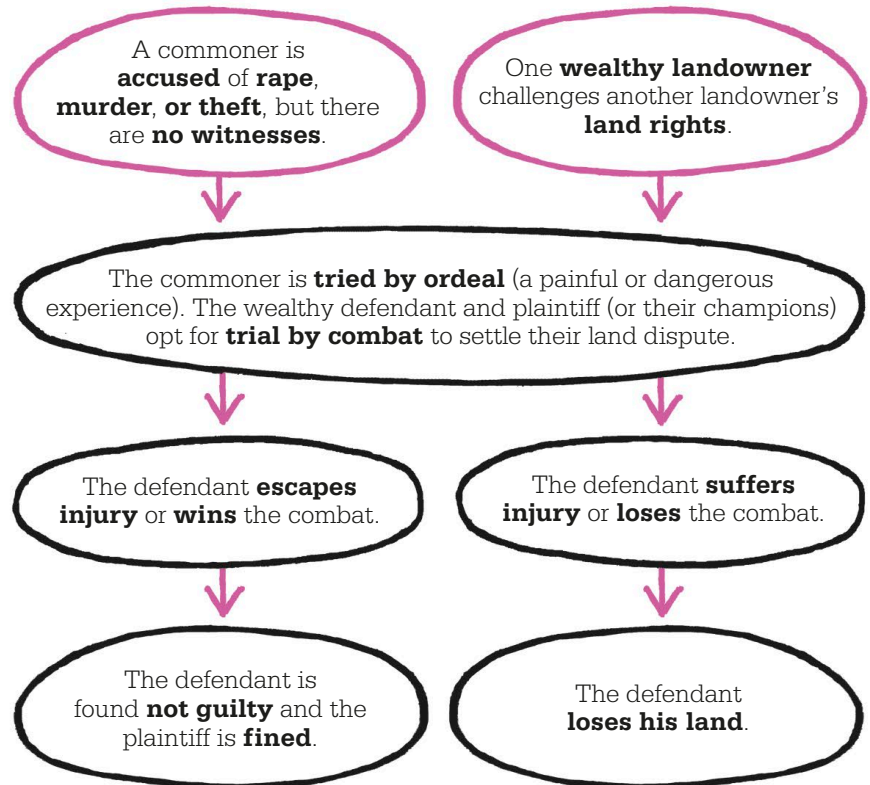 A commoner is
accused of rape,
murder, or theft, but there
are no witnesses.
One wealthy landowner
challenges another landowner's
land rights.
The commoner is tried by ordeal (a painful or dangerous
experience). The wealthy defendant and plaintiff (or their champions)
opt for trial by combat to settle their land dispute.
The defendant escapes
injury or wins the combat.
The defendant suffers
injury or loses the combat.
The defendant is
found not guilty and the
plaintiff is fined.
The defendant
loses his land.